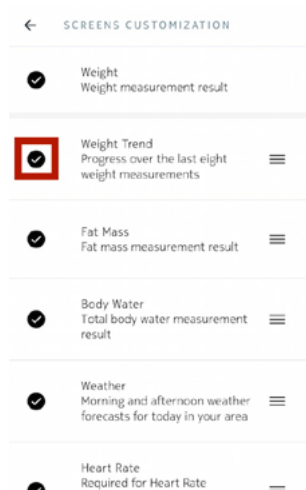 SCREENS CUSTOMIZATION
Weight
Weight measurement result
Weight Trend
Progress over the last eight
weight measurements
Fat Mass
Fat mass measurement result
Body Water
Total body water measurement
result
Weather
Morning and afternoon weather
forecasts for today in your area
Heart Rate
Required for Heart Rate